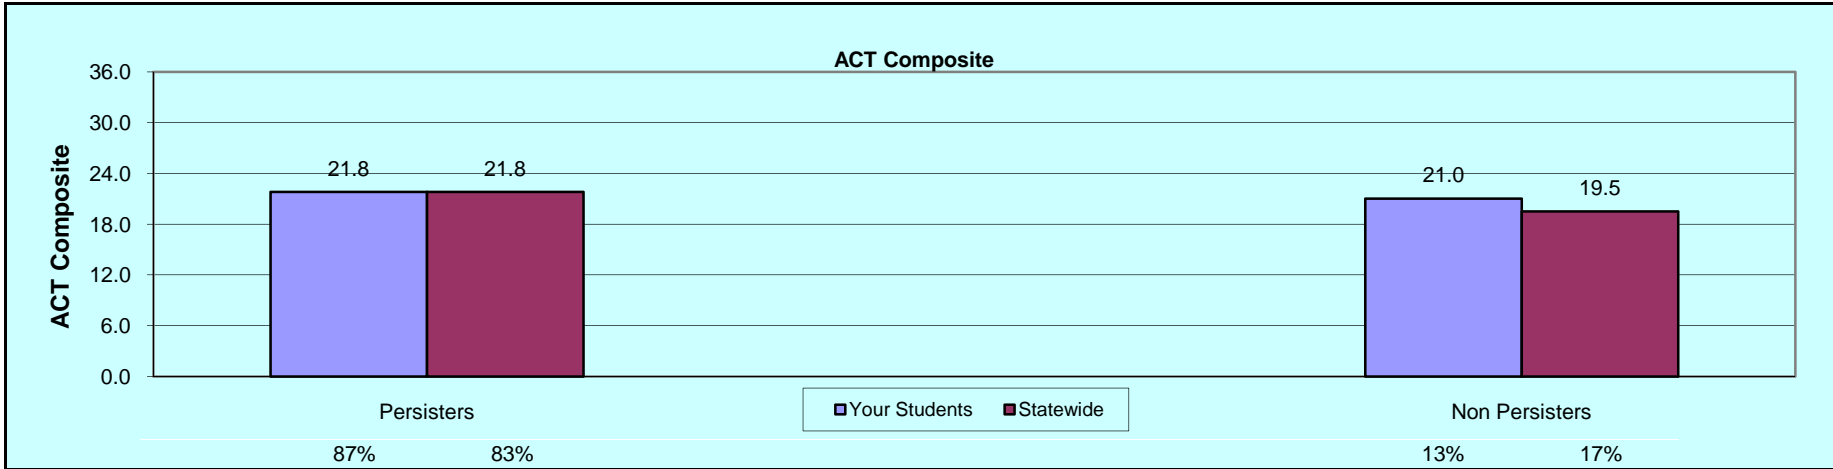 ACT Composite
ACT Composite
36.0
30.0
24.0
18.0
12.0
6.0
0.0
21.8 21.8 21.0 19.5
Persisters Non Persisters
Your Students Statewide
87% 83% 13% 17%